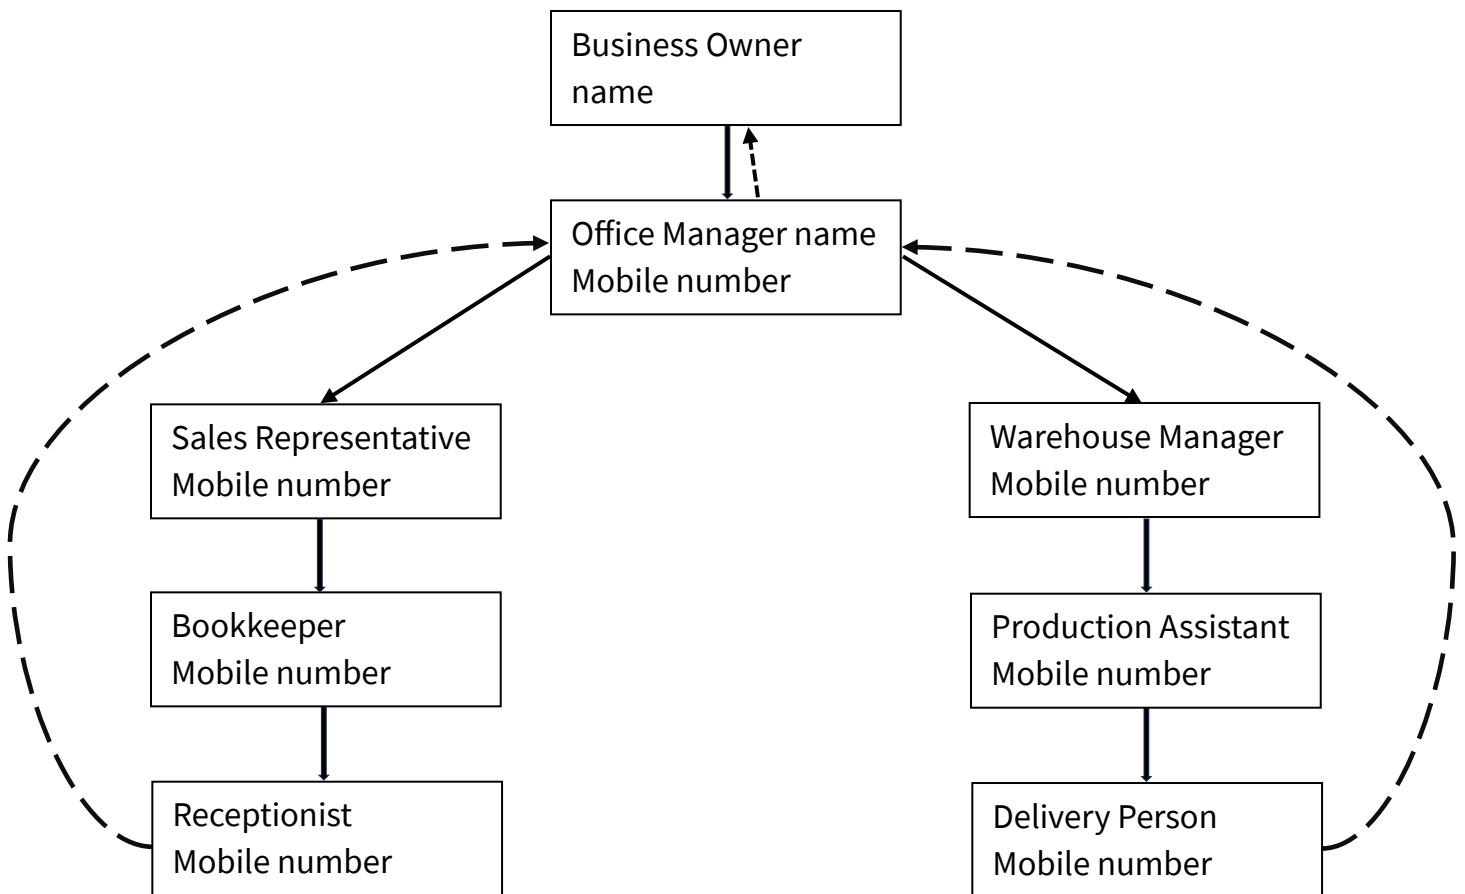 Business Owner
name
Office Manager name
Mobile number
Sales Representative
Mobile number
Warehouse Manager
Mobile number
Bookkeeper
Mobile number
Production Assistant
Mobile number
Receptionist
Mobile number
Delivery Person
Mobile number